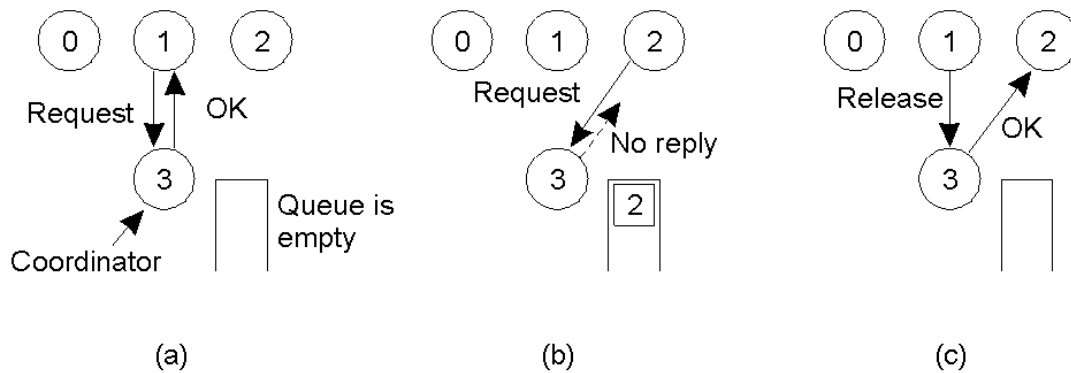 0 1 2
Request OK
3
Queue is
empty
Coordinator
(a)
0 1 2
Request
No reply
3
2
(b)
0 1 2
Release
OK
3
(c)